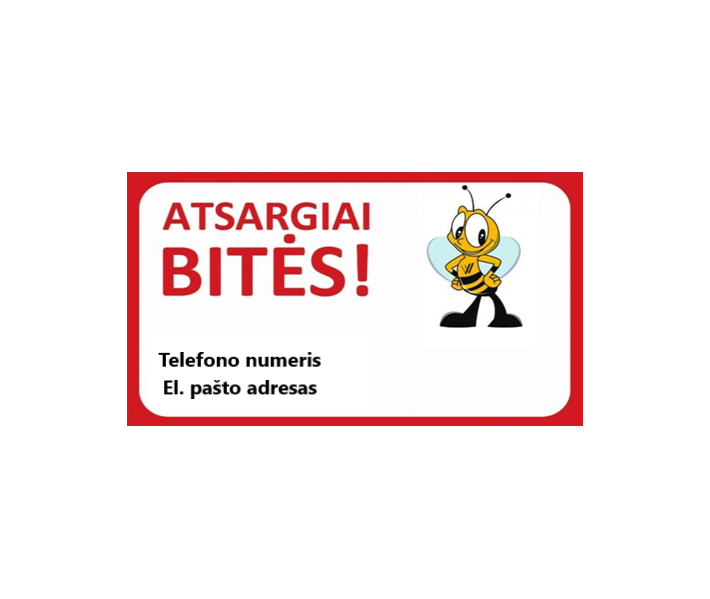 ATSARGIAI
BITĖS!
Telefono numeris
El. pašto adresas